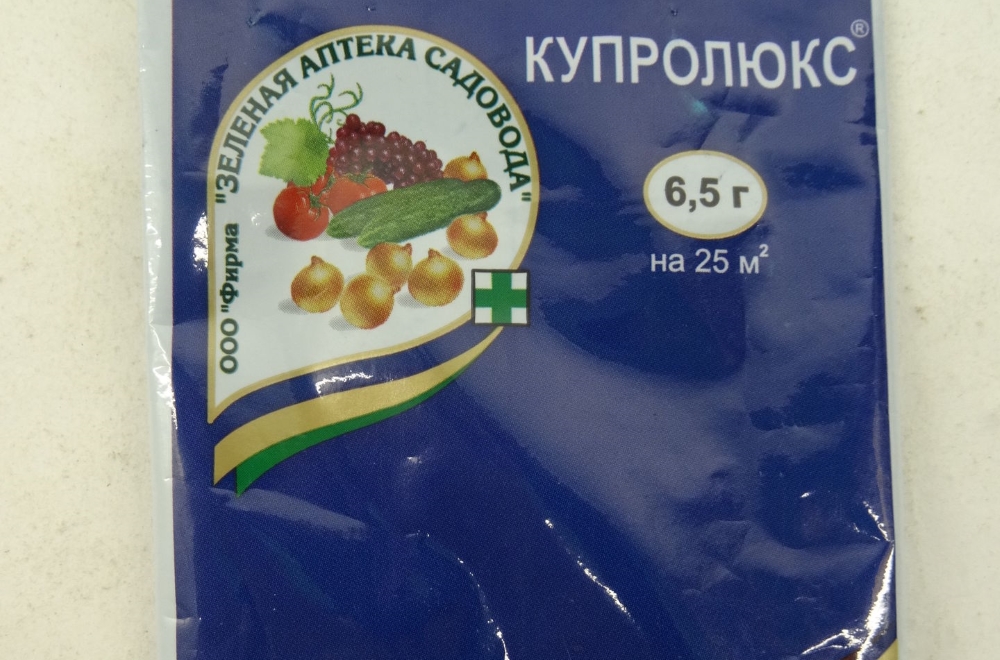 ООО "Фирма "ЗЕЛЕНАЯ АПТЕКА САДОВОДА"
КУПРОЛЮКС®
6,5 г
на 25 м²